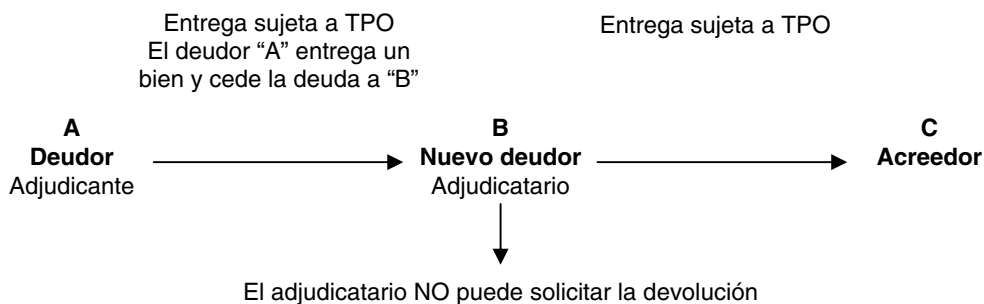 Entrega sujeta a TPO
El deudor “A” entrega un
bien y cede la deuda a “B”
Entrega sujeta a TPO
A
Deudor
Adjudicante
B
Nuevo deudor
Adjudicatario
C
Acreedor
El adjudicatario NO puede solicitar la devolución